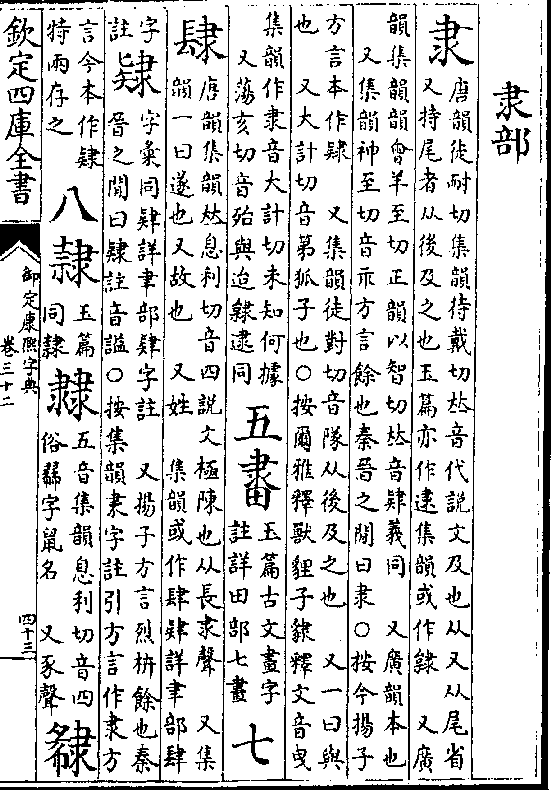 隶部
隶
唐韻徒耐切集韻待戴切𠀤音代説文及也从又从尾省
又持尾者从後及之也玉篇亦作逮集韻或作隸 又廣
韻集韻韻會羊至切正韻以智切𠀤音肄義同 又廣韻本也
又集韻神至切音示方言餘也秦晉之閒曰隶○按今揚子
方言本作肄 又集韻徒對切音隊从後及之也 又一曰與
也 又大計切音第狐子也○按爾雅釋獸貍子隸釋文音曳
集韻作隶音大計切未知何據
又蕩亥切音殆與迨隸逮同
五
玉篇古文畫字
註詳田部七畫
七
唐韻集韻𠀤息利切音四説文極陳也从長隶聲 又集
韻一曰遂也又故也 又姓 集韻或作肆肆詳聿部肆
字
註
字彙同肄詳聿部肄字註 又揚子方言烈枿餘也秦
晉之閒曰肄註音謚○按集韻隶字註引方言作隶方
言今本作肄
特兩存之
八
隷
玉篇
同隸
五音集韻息利切音四
字鼠名 又豕聲
欽定四庫全書
御定康熙字典
卷三十二
四十三